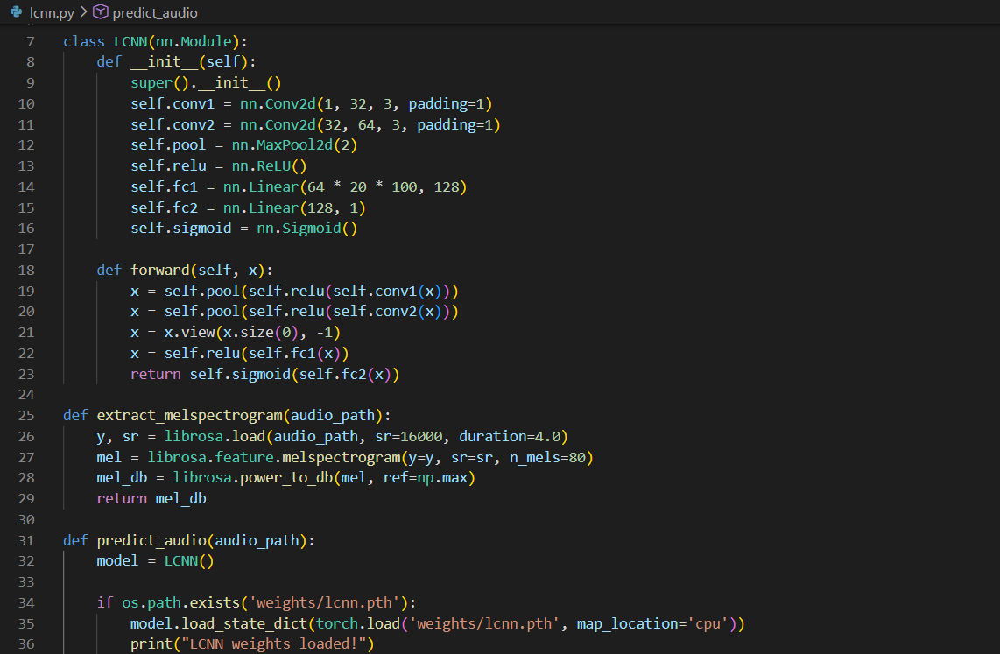 lcnn.py > predict_audio
7 class LCNN(nn.Module):
8     def __init__(self):
9         super().__init__()
10         self.conv1 = nn.Conv2d(1, 32, 3, padding=1)
11         self.conv2 = nn.Conv2d(32, 64, 3, padding=1)
12         self.pool = nn.MaxPool2d(2)
13         self.relu = nn.ReLU()
14         self.fc1 = nn.Linear(64 * 20 * 100, 128)
15         self.fc2 = nn.Linear(128, 1)
16         self.sigmoid = nn.Sigmoid()
17
18     def forward(self, x):
19         x = self.pool(self.relu(self.conv1(x)))
20         x = self.pool(self.relu(self.conv2(x)))
21         x = x.view(x.size(0), -1)
22         x = self.relu(self.fc1(x))
23         return self.sigmoid(self.fc2(x))
24
25 def extract_melspectrogram(audio_path):
26     y, sr = librosa.load(audio_path, sr=16000, duration=4.0)
27     mel = librosa.feature.melspectrogram(y=y, sr=sr, n_mels=80)
28     mel_db = librosa.power_to_db(mel, ref=np.max)
29     return mel_db
30
31 def predict_audio(audio_path):
32     model = LCNN()
33
34     if os.path.exists('weights/lcnn.pth'):
35         model.load_state_dict(torch.load('weights/lcnn.pth', map_location='cpu'))
36         print("LCNN weights loaded!")